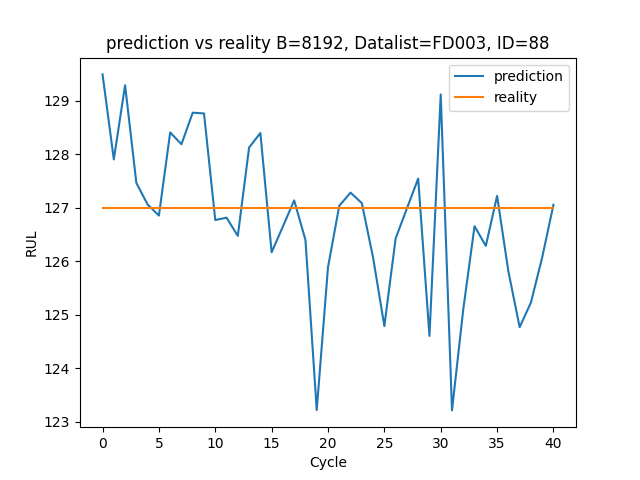 prediction vs reality B=8192, Datalist=FD003, ID=88
prediction
reality
129
128
127
126
125
124
123
RUL
0 5 10 15 20 25 30 35 40
Cycle